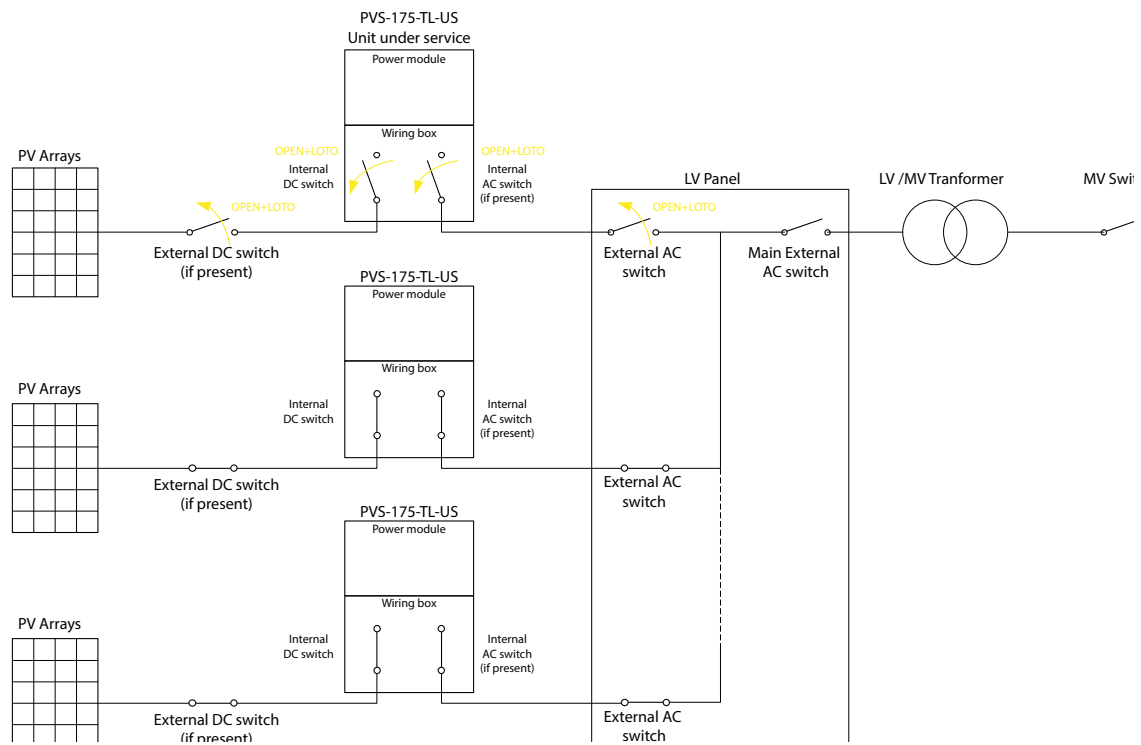 PVS-175-TL-US
Unit under service
Power module
Wiring box
OPEN+LOTO
Internal
DC switch
OPEN+LOTO
Internal
AC switch
(if present)
PV Arrays
OPEN+LOTO
External DC switch
(if present)
LV Panel
OPEN+LOTO
External AC
switch
Main External
AC switch
LV /MV Tranformer
MV Swit
PVS-175-TL-US
Power module
Wiring box
Internal
DC switch
Internal
AC switch
(if present)
PV Arrays
External DC switch
(if present)
External AC
switch
PVS-175-TL-US
Power module
Wiring box
Internal
DC switch
Internal
AC switch
(if present)
PV Arrays
External DC switch
(if present)
External AC
switch